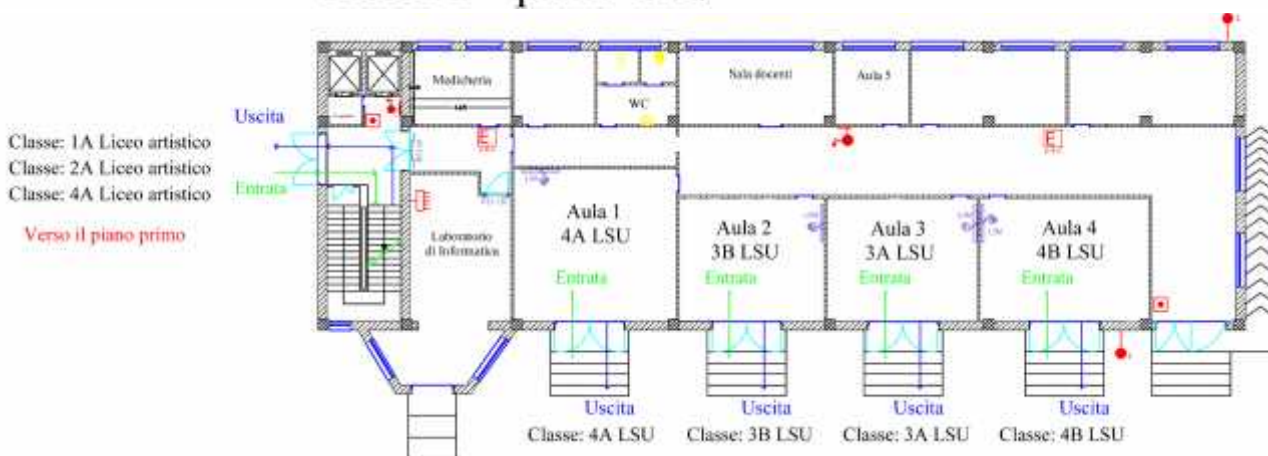 Medicheria
WC
Sala docenti
Aula 5
Uscita
Classe: 1A Liceo artistico
Classe: 2A Liceo artistico
Classe: 4A Liceo artistico
Entrata
Verso il piano primo
Laboratorio
di Informatica
Aula 1
4A LSU
Entrata
Aula 2
3B LSU
Entrata
Aula 3
3A LSU
Entrata
Aula 4
4B LSU
Entrata
Uscita
Classe: 4A LSU
Uscita
Classe: 3B LSU
Uscita
Classe: 3A LSU
Uscita
Classe: 4B LSU